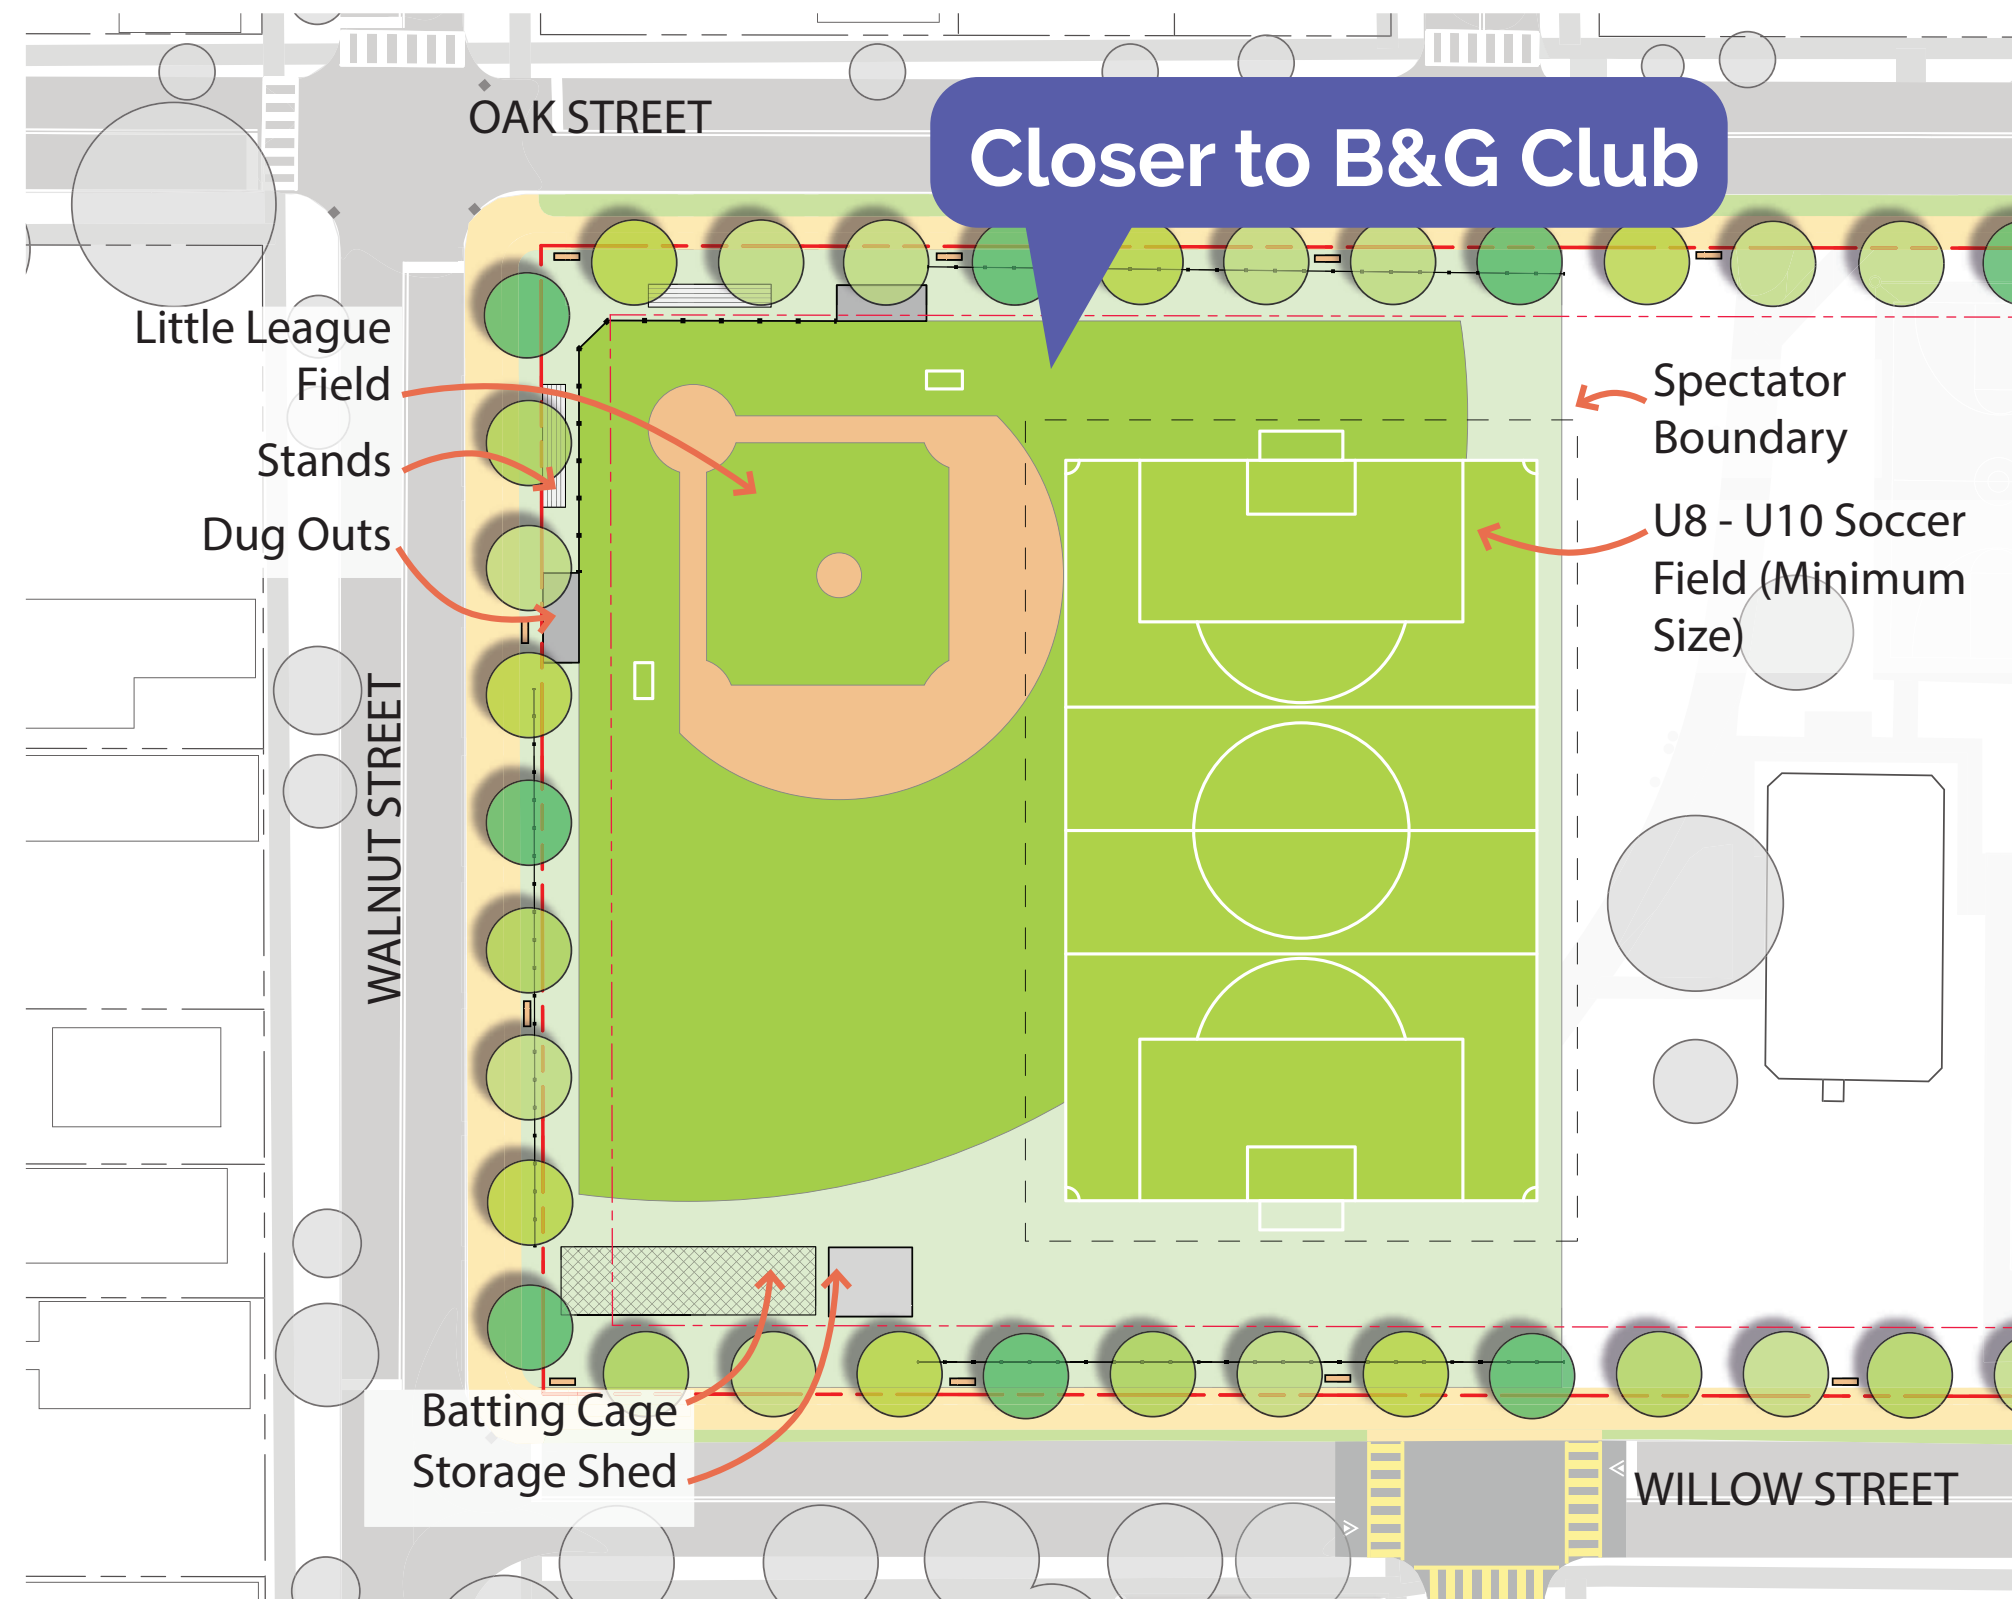 OAK STREET
Closer to B&G Club
Little League
Field
Stands
Dug Outs
Spectator
Boundary
U8 - U10 Soccer
Field (Minimum
Size)
WALNUT STREET
Batting Cage
Storage Shed
WILLOW STREET